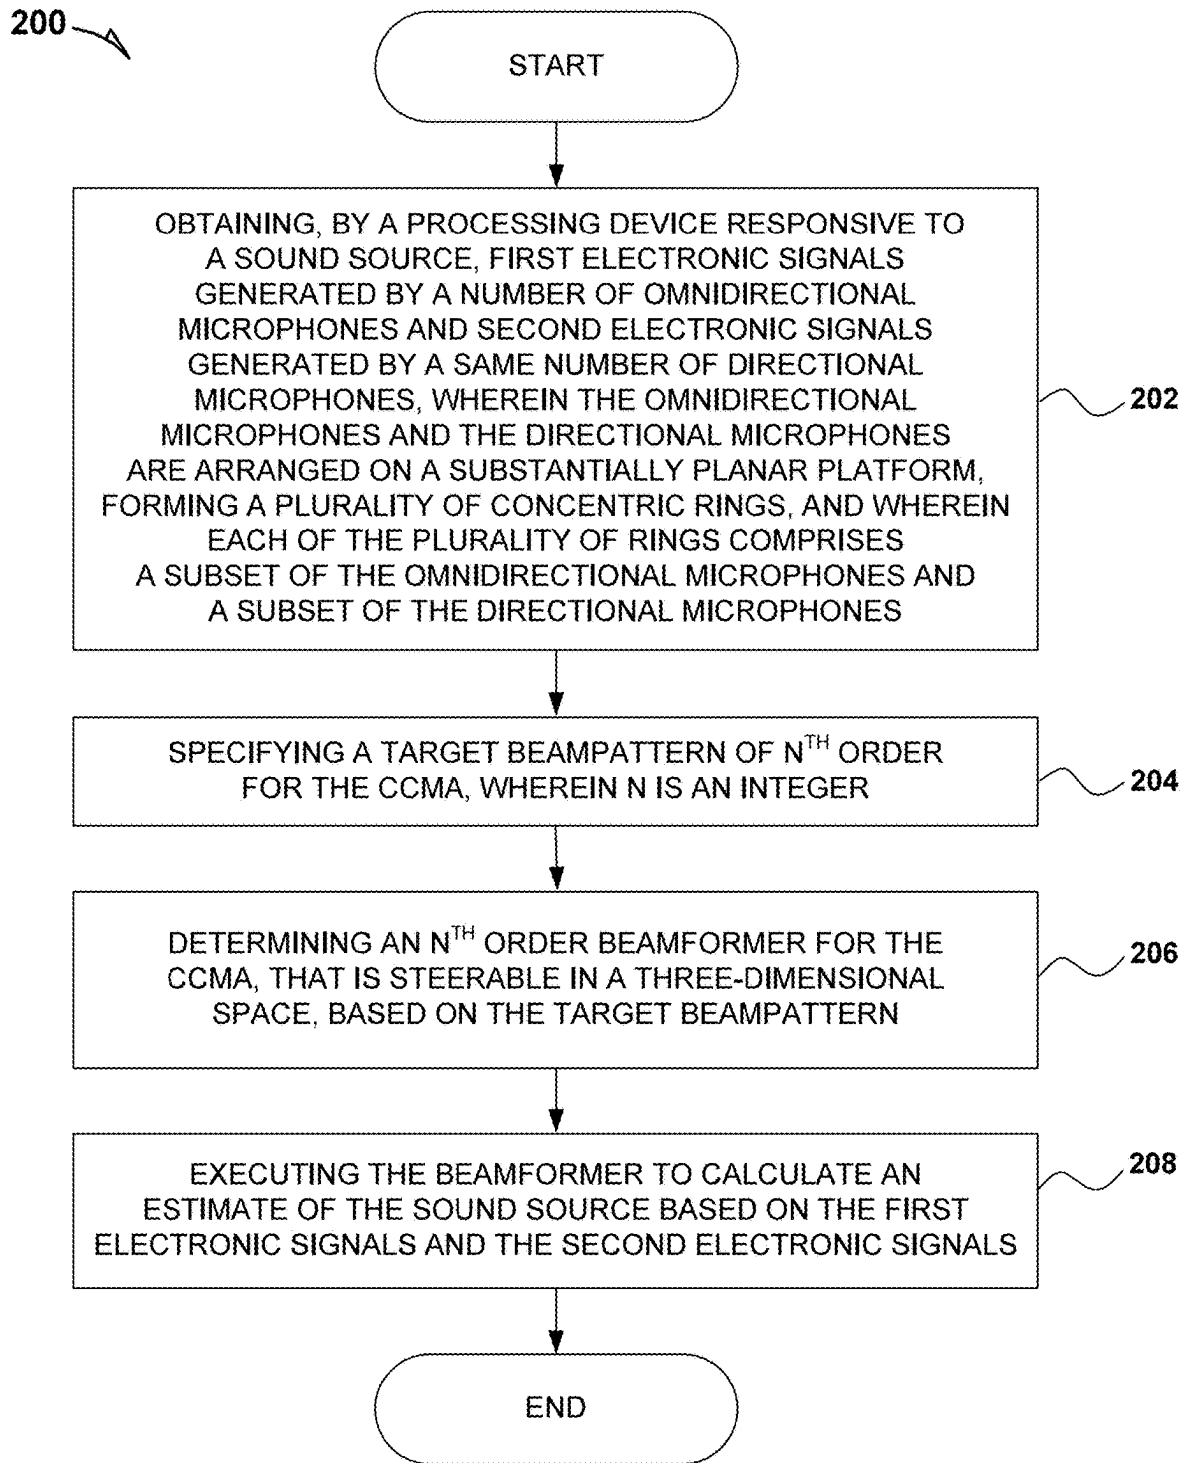 200
START
OBTAINING, BY A PROCESSING DEVICE RESPONSIVE TO
A SOUND SOURCE, FIRST ELECTRONIC SIGNALS
GENERATED BY A NUMBER OF OMNIDIRECTIONAL
MICROPHONES AND SECOND ELECTRONIC SIGNALS
GENERATED BY A SAME NUMBER OF DIRECTIONAL
MICROPHONES, WHEREIN THE OMNIDIRECTIONAL
MICROPHONES AND THE DIRECTIONAL MICROPHONES
ARE ARRANGED ON A SUBSTANTIALLY PLANAR PLATFORM,
FORMING A PLURALITY OF CONCENTRIC RINGS, AND WHEREIN
EACH OF THE PLURALITY OF RINGS COMPRISES
A SUBSET OF THE OMNIDIRECTIONAL MICROPHONES AND
A SUBSET OF THE DIRECTIONAL MICROPHONES
202
SPECIFYING A TARGET BEAMPATTERN OF N^TH ORDER
FOR THE CCMA, WHEREIN N IS AN INTEGER
204
DETERMINING AN N^TH ORDER BEAMFORMER FOR THE
CCMA, THAT IS STEERABLE IN A THREE-DIMENSIONAL
SPACE, BASED ON THE TARGET BEAMPATTERN
206
EXECUTING THE BEAMFORMER TO CALCULATE AN
ESTIMATE OF THE SOUND SOURCE BASED ON THE FIRST
ELECTRONIC SIGNALS AND THE SECOND ELECTRONIC SIGNALS
208
END